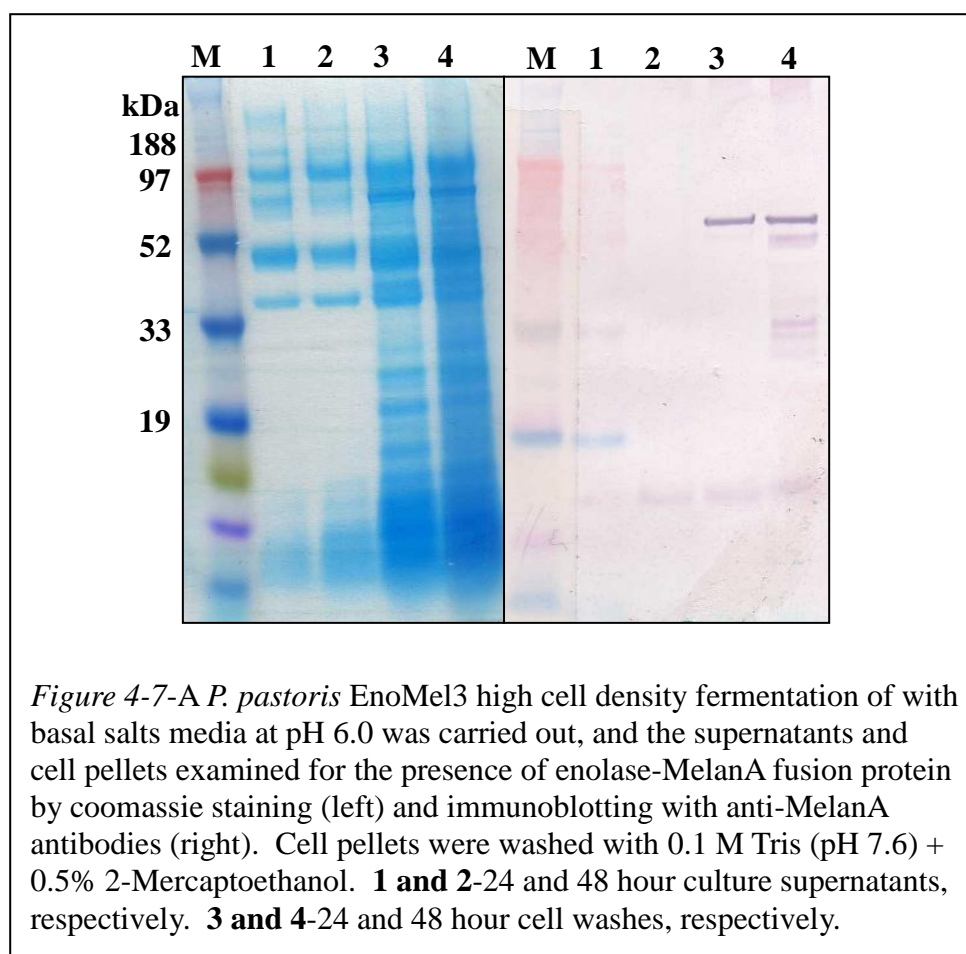 M 1 2 3 4 M 1 2 3 4
kDa
188
97
52
33
19
Figure 4-7-A P. pastoris EnoMel3 high cell density fermentation of with
basal salts media at pH 6.0 was carried out, and the supernatants and
cell pellets examined for the presence of enolase-MelanA fusion protein
by coomassie staining (left) and immunoblotting with anti-MelanA
antibodies (right). Cell pellets were washed with 0.1 M Tris (pH 7.6) +
0.5% 2-Mercaptoethanol. 1 and 2-24 and 48 hour culture supernatants,
respectively. 3 and 4-24 and 48 hour cell washes, respectively.